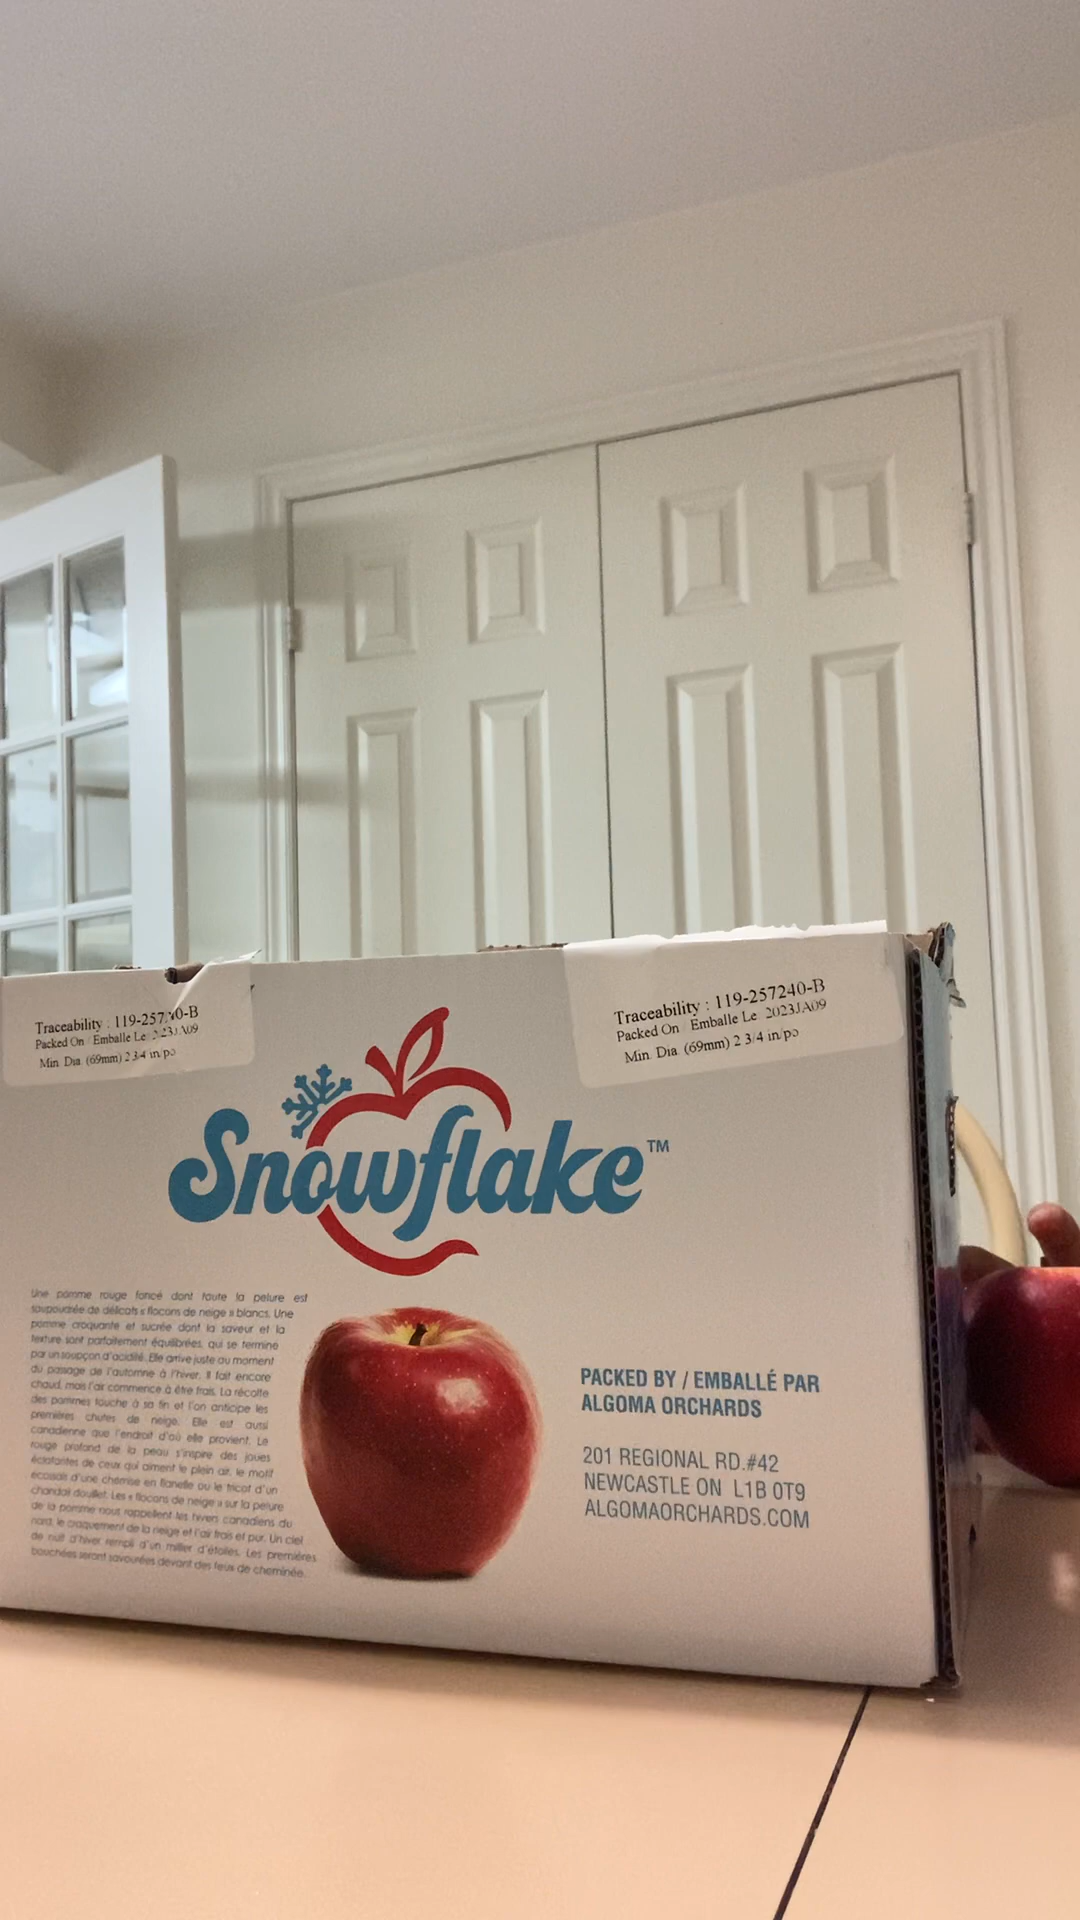 Traceability : 119-257240-B
Packed On / Emballe Le: 2023JA09
Min. Dia. (69mm) 2 3/4 in/po
Traceability : 119-257240-B
Packed On / Emballe Le: 2023JA09
Min. Dia. (69mm) 2 3/4 in/po
Snowflake™
Une pomme rouge foncé dont toute la pelure est
saupoudrée de délicats « flocons de neige » blancs. Une
pomme croquante et sucrée dont la saveur et la
texture sont parfaitement équilibrées, qui se termine
par un soupçon d'acidité. Elle arrive juste au moment
du passage de l'automne à l'hiver. Il fait encore
chaud, mais l'air commence à être frais. La récolte
des pommes touche à sa fin et l'on anticipe les
premières chutes de neige. Elle est aussi
canadienne que l'endroit d'où elle provient. Le
rouge profond de la peau s'inspire des joues
éclatantes de ceux qui aiment le plein air, le motif
écossais d'une chemise en flanelle ou le tricot d'un
chandail douillet. Les « flocons de neige » sur la pelure
de la pomme nous rappellent les hivers canadiens du
nord, le craquement de la neige et l'air frais et pur. Un ciel
de nuit d'hiver rempli d'un millier d'étoiles. Les premières
bouchées seront savourées devant des feux de cheminée.
PACKED BY / EMBALLÉ PAR
ALGOMA ORCHARDS
201 REGIONAL RD.#42
NEWCASTLE ON L1B 0T9
ALGOMAORCHARDS.COM